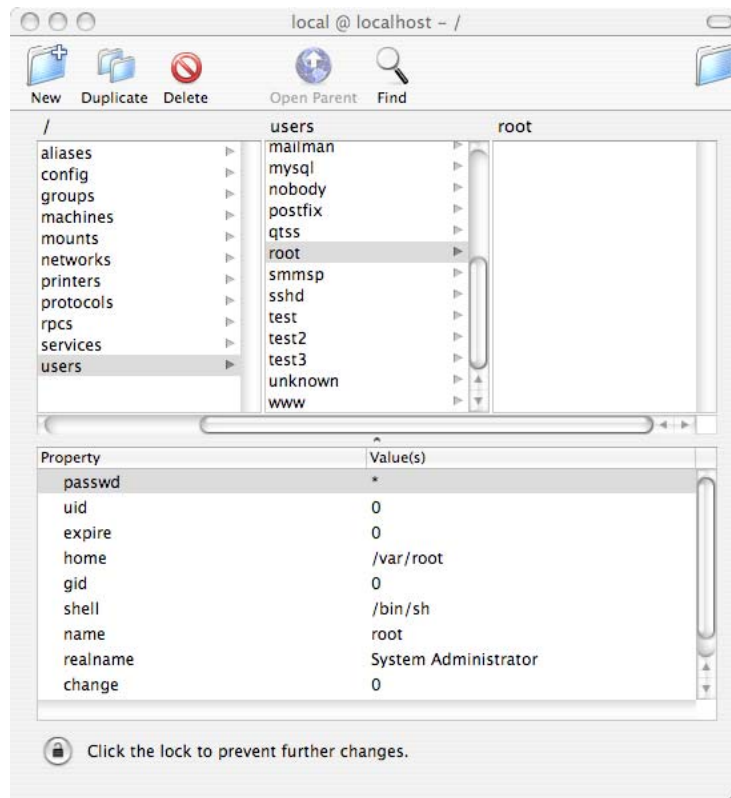 local @ localhost – /
New Duplicate Delete Open Parent Find
/ users root
aliases
config
groups
machines
mounts
networks
printers
protocols
rpcs
services
users
mailman
mysql
nobody
postfix
qtss
root
smmsp
sshd
test
test2
test3
unknown
www
Property Value(s)
passwd *
uid 0
expire 0
home /var/root
gid 0
shell /bin/sh
name root
realname System Administrator
change 0
Click the lock to prevent further changes.